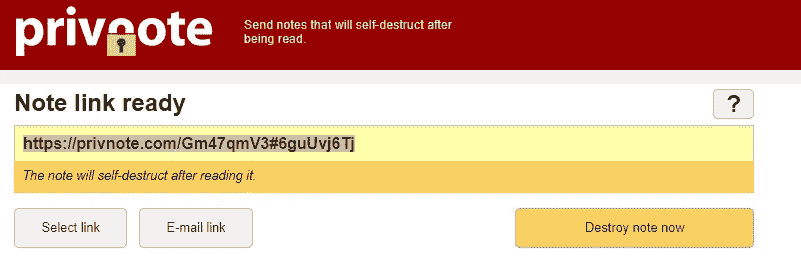 privnote
Send notes that will self-destruct after
being read.
Note link ready
?
https://privnote.com/Gm47qmV3#6guUvj6Tj
The note will self-destruct after reading it.
Select link
E-mail link
Destroy note now